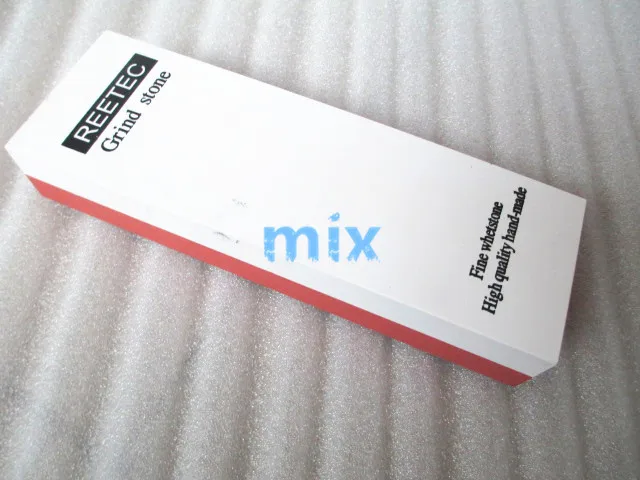 REETEC
Grind stone
mix
Fine whetstone
High quality hand-made